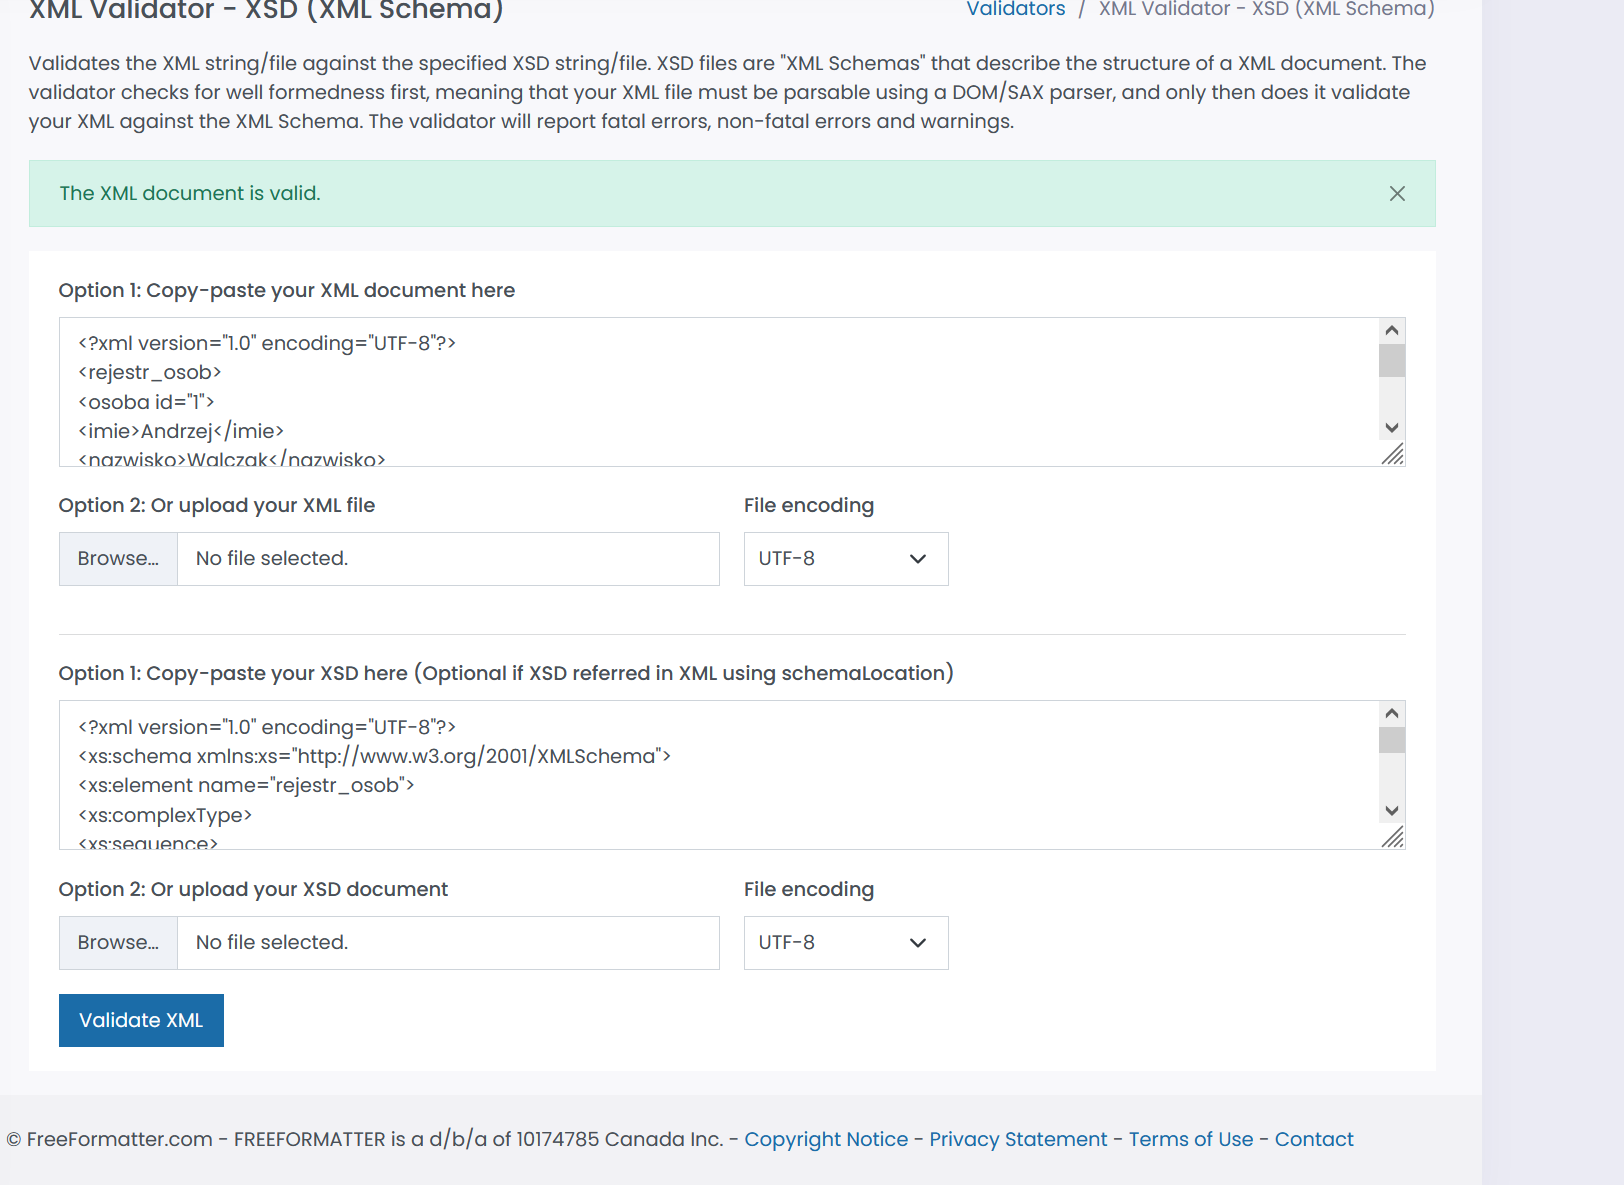 XML Validator - XSD (XML Schema)
Validators / XML Validator - XSD (XML Schema)
Validates the XML string/file against the specified XSD string/file. XSD files are "XML Schemas" that describe the structure of a XML document. The
validator checks for well formedness first, meaning that your XML file must be parsable using a DOM/SAX parser, and only then does it validate
your XML against the XML Schema. The validator will report fatal errors, non-fatal errors and warnings.
The XML document is valid.
Option 1: Copy-paste your XML document here
<?xml version="1.0" encoding="UTF-8"?>
<rejestr_osob>
<osoba id="1">
<imie>Andrzej</imie>
<nazwisko>Walczak</nazwisko>
Option 2: Or upload your XML file
File encoding
Browse... No file selected.
UTF-8
Option 1: Copy-paste your XSD here (Optional if XSD referred in XML using schemaLocation)
<?xml version="1.0" encoding="UTF-8"?>
<xs:schema xmlns:xs="http://www.w3.org/2001/XMLSchema">
<xs:element name="rejestr_osob">
<xs:complexType>
<xs:sequence>
Option 2: Or upload your XSD document
File encoding
Browse... No file selected.
UTF-8
Validate XML
© FreeFormatter.com - FREEFORMATTER is a d/b/a of 10174785 Canada Inc. - Copyright Notice - Privacy Statement - Terms of Use - Contact